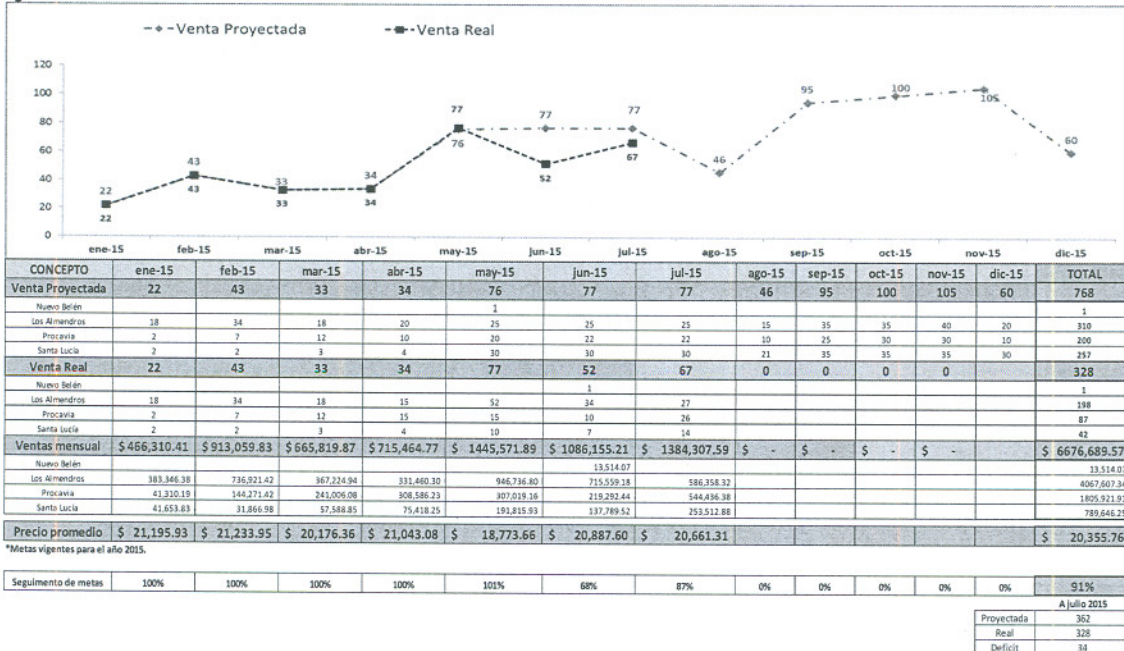 Venta Proyectada Venta Real
120
100
80
60
40
20
0
22 43 33 34 77 77 77 46 95 100 105 60
22 43 33 34 76 52 67
ene-15 feb-15 mar-15 abr-15 may-15 jun-15 jul-15 ago-15 sep-15 oct-15 nov-15 dic-15
CONCEPTO ene-15 feb-15 mar-15 abr-15 may-15 jun-15 jul-15 ago-15 sep-15 oct-15 nov-15 dic-15 TOTAL
Venta Proyectada 22 43 33 34 76 77 77 46 95 100 105 60 768
Nuevo Belén 1 1
Los Almendros 18 34 18 20 25 25 25 15 35 35 40 20 310
Procavia 2 7 12 10 20 22 22 10 25 30 30 10 200
Santa Lucía 2 2 3 4 30 30 30 21 35 35 35 30 257
Venta Real 22 43 33 34 77 52 67 0 0 0 0 328
Nuevo Belén 1 1
Los Almendros 18 34 18 15 52 34 27 198
Procavia 2 7 12 15 15 10 26 87
Santa Lucía 2 2 3 4 10 7 14 42
Ventas mensual $466,310.41 $913,059.83 $665,819.87 $715,464.77 $ 1445,571.89 $ 1086,155.21 $ 1384,307.59 $ - $ - $ - $ - $ 6676,689.57
Nuevo Belén 13,514.07 13,514.07
Los Almendros 383,346.38 736,921.42 367,224.94 331,460.30 946,736.80 715,559.18 586,358.32 4067,607.34
Procavia 41,310.19 144,271.42 241,006.08 308,586.23 307,019.16 219,292.44 544,436.38 1805,921.91
Santa Lucía 41,653.83 31,866.98 57,588.85 75,418.25 191,815.93 137,789.52 253,512.88 789,646.25
Precio promedio $ 21,195.93 $ 21,233.95 $ 20,176.36 $ 21,043.08 $ 18,773.66 $ 20,887.60 $ 20,661.31 $ 20,355.76
*Metas vigentes para el año 2015.
Seguimento de metas 100% 100% 100% 100% 101% 68% 87% 0% 0% 0% 0% 0% 91%
A julio 2015
Proyectada 362
Real 328
Deficit 34